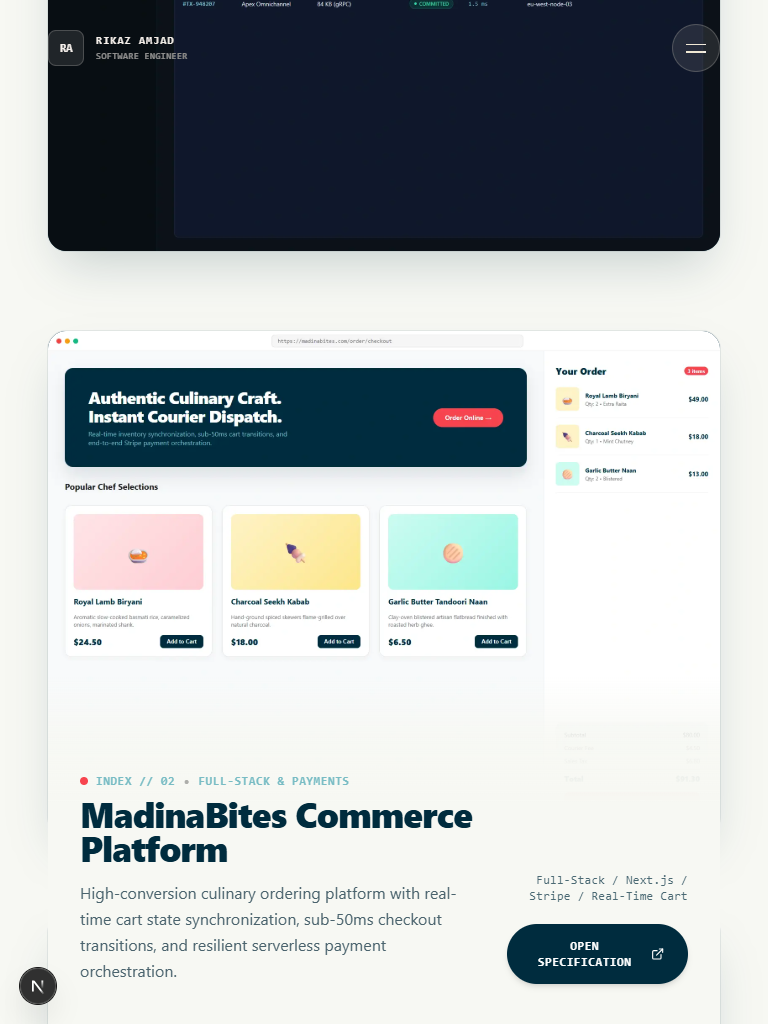 #TX-948207 Apex Omnichannel 84 KB (gRPC) COMMITTED 1.5 ms eu-west-node-03
RA
RIKAZ AMJAD
SOFTWARE ENGINEER
https://madinabites.com/order/checkout
Authentic Culinary Craft.
Instant Courier Dispatch.
Real-time inventory synchronization, sub-50ms cart transitions, and
end-to-end Stripe payment orchestration.
Order Online →
Popular Chef Selections
Royal Lamb Biryani
Aromatic slow-cooked basmati rice, caramelized
onions, marinated shank.
$24.50
Add to Cart
Charcoal Seekh Kabab
Hand-ground spiced skewers flame-grilled over
natural charcoal.
$18.00
Add to Cart
Garlic Butter Tandoori Naan
Clay-oven blistered artisan flatbread finished with
roasted herb ghee.
$6.50
Add to Cart
Your Order
3 Items
Royal Lamb Biryani
Qty: 2 • Extra Raita
$49.00
Charcoal Seekh Kabab
Qty: 1 • Mint Chutney
$18.00
Garlic Butter Naan
Qty: 2 • Blistered
$13.00
Total
INDEX // 02 • FULL-STACK & PAYMENTS
MadinaBites Commerce
Platform
High-conversion culinary ordering platform with real-
time cart state synchronization, sub-50ms checkout
transitions, and resilient serverless payment
orchestration.
Full-Stack / Next.js /
Stripe / Real-Time Cart
OPEN
SPECIFICATION
N